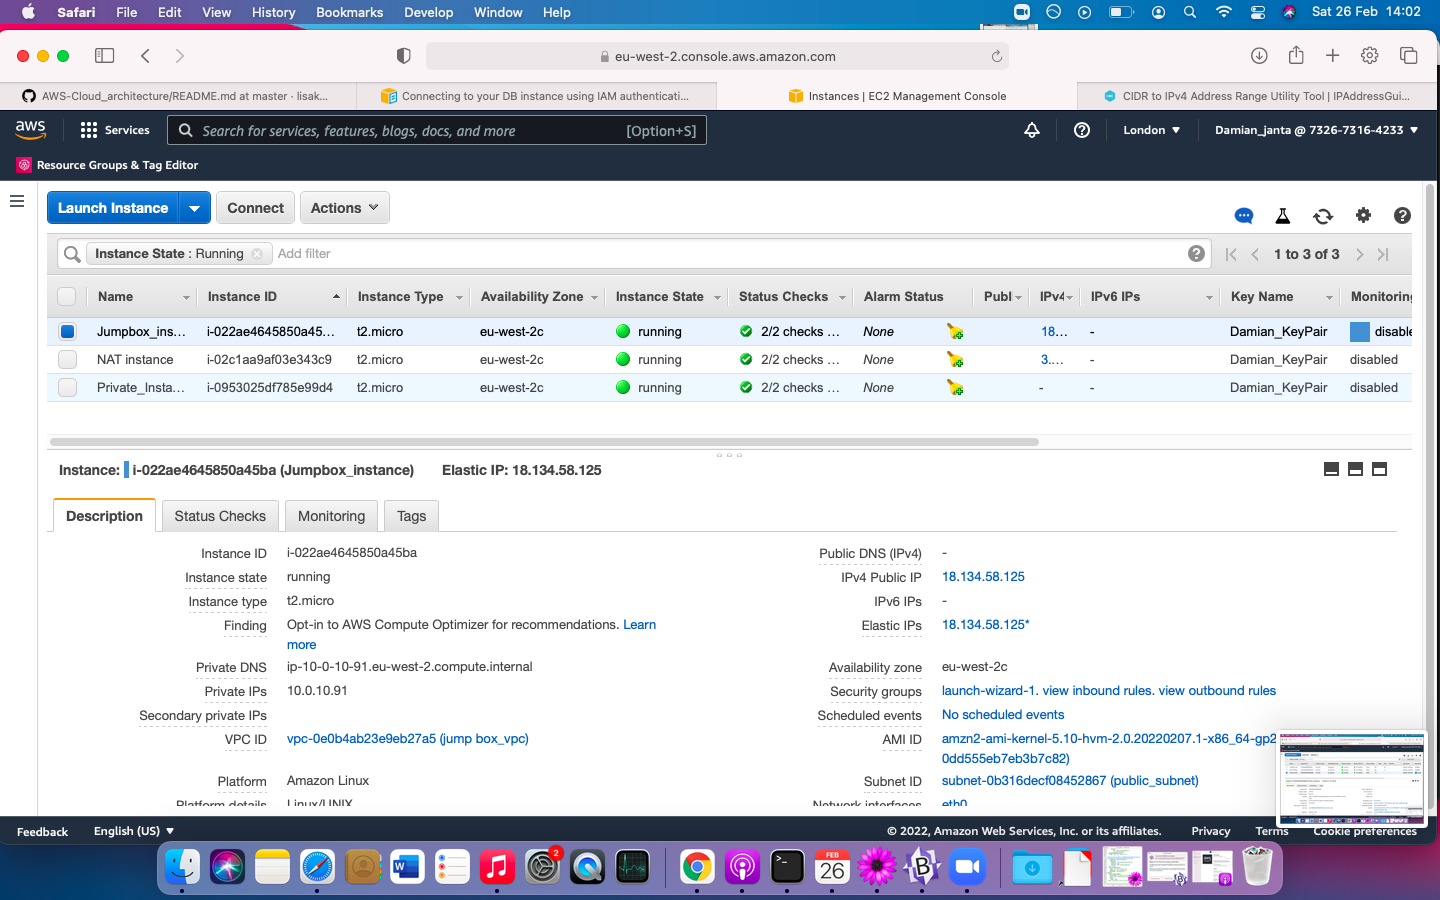 Safari File Edit View History Bookmarks Develop Window Help Sat 26 Feb 14:02
eu-west-2.console.aws.amazon.com
AWS-Cloud_architecture/README.md at master · lisak... Connecting to your DB instance using IAM authenticati... Instances | EC2 Management Console CIDR to IPv4 Address Range Utility Tool | IPAddressGui...
aws Services Search for services, features, blogs, docs, and more [Option+S] London Damian_janta @ 7326-7316-4233
Resource Groups & Tag Editor
Launch Instance Connect Actions
Instance State : Running Add filter 1 to 3 of 3
Name Instance ID Instance Type Availability Zone Instance State Status Checks Alarm Status Publ IPv4 IPv6 IPs Key Name Monitoring
Jumpbox_ins... i-022ae4645850a45... t2.micro eu-west-2c running 2/2 checks ... None 18... - Damian_KeyPair disable
NAT instance i-02c1aa9af03e343c9 t2.micro eu-west-2c running 2/2 checks ... None 3.... - Damian_KeyPair disabled
Private_Insta... i-0953025df785e99d4 t2.micro eu-west-2c running 2/2 checks ... None - - Damian_KeyPair disabled
Instance: i-022ae4645850a45ba (Jumpbox_instance) Elastic IP: 18.134.58.125
Description Status Checks Monitoring Tags
Instance ID i-022ae4645850a45ba Public DNS (IPv4) -
Instance state running IPv4 Public IP 18.134.58.125
Instance type t2.micro IPv6 IPs -
Finding Opt-in to AWS Compute Optimizer for recommendations. Learn more Elastic IPs 18.134.58.125*
Private DNS ip-10-0-10-91.eu-west-2.compute.internal Availability zone eu-west-2c
Private IPs 10.0.10.91 Security groups launch-wizard-1. view inbound rules. view outbound rules
Secondary private IPs Scheduled events No scheduled events
VPC ID vpc-0e0b4ab23e9eb27a5 (jump box_vpc) AMI ID amzn2-ami-kernel-5.10-hvm-2.0.20220207.1-x86_64-gp2
0dd555eb7eb3b7c82)
Platform Amazon Linux Subnet ID subnet-0b316decf08452867 (public_subnet)
Platform details Linux/UNIX Network interfaces eth0
Feedback English (US) © 2022, Amazon Web Services, Inc. or its affiliates. Privacy Terms Cookie preferences
2
FEB
26